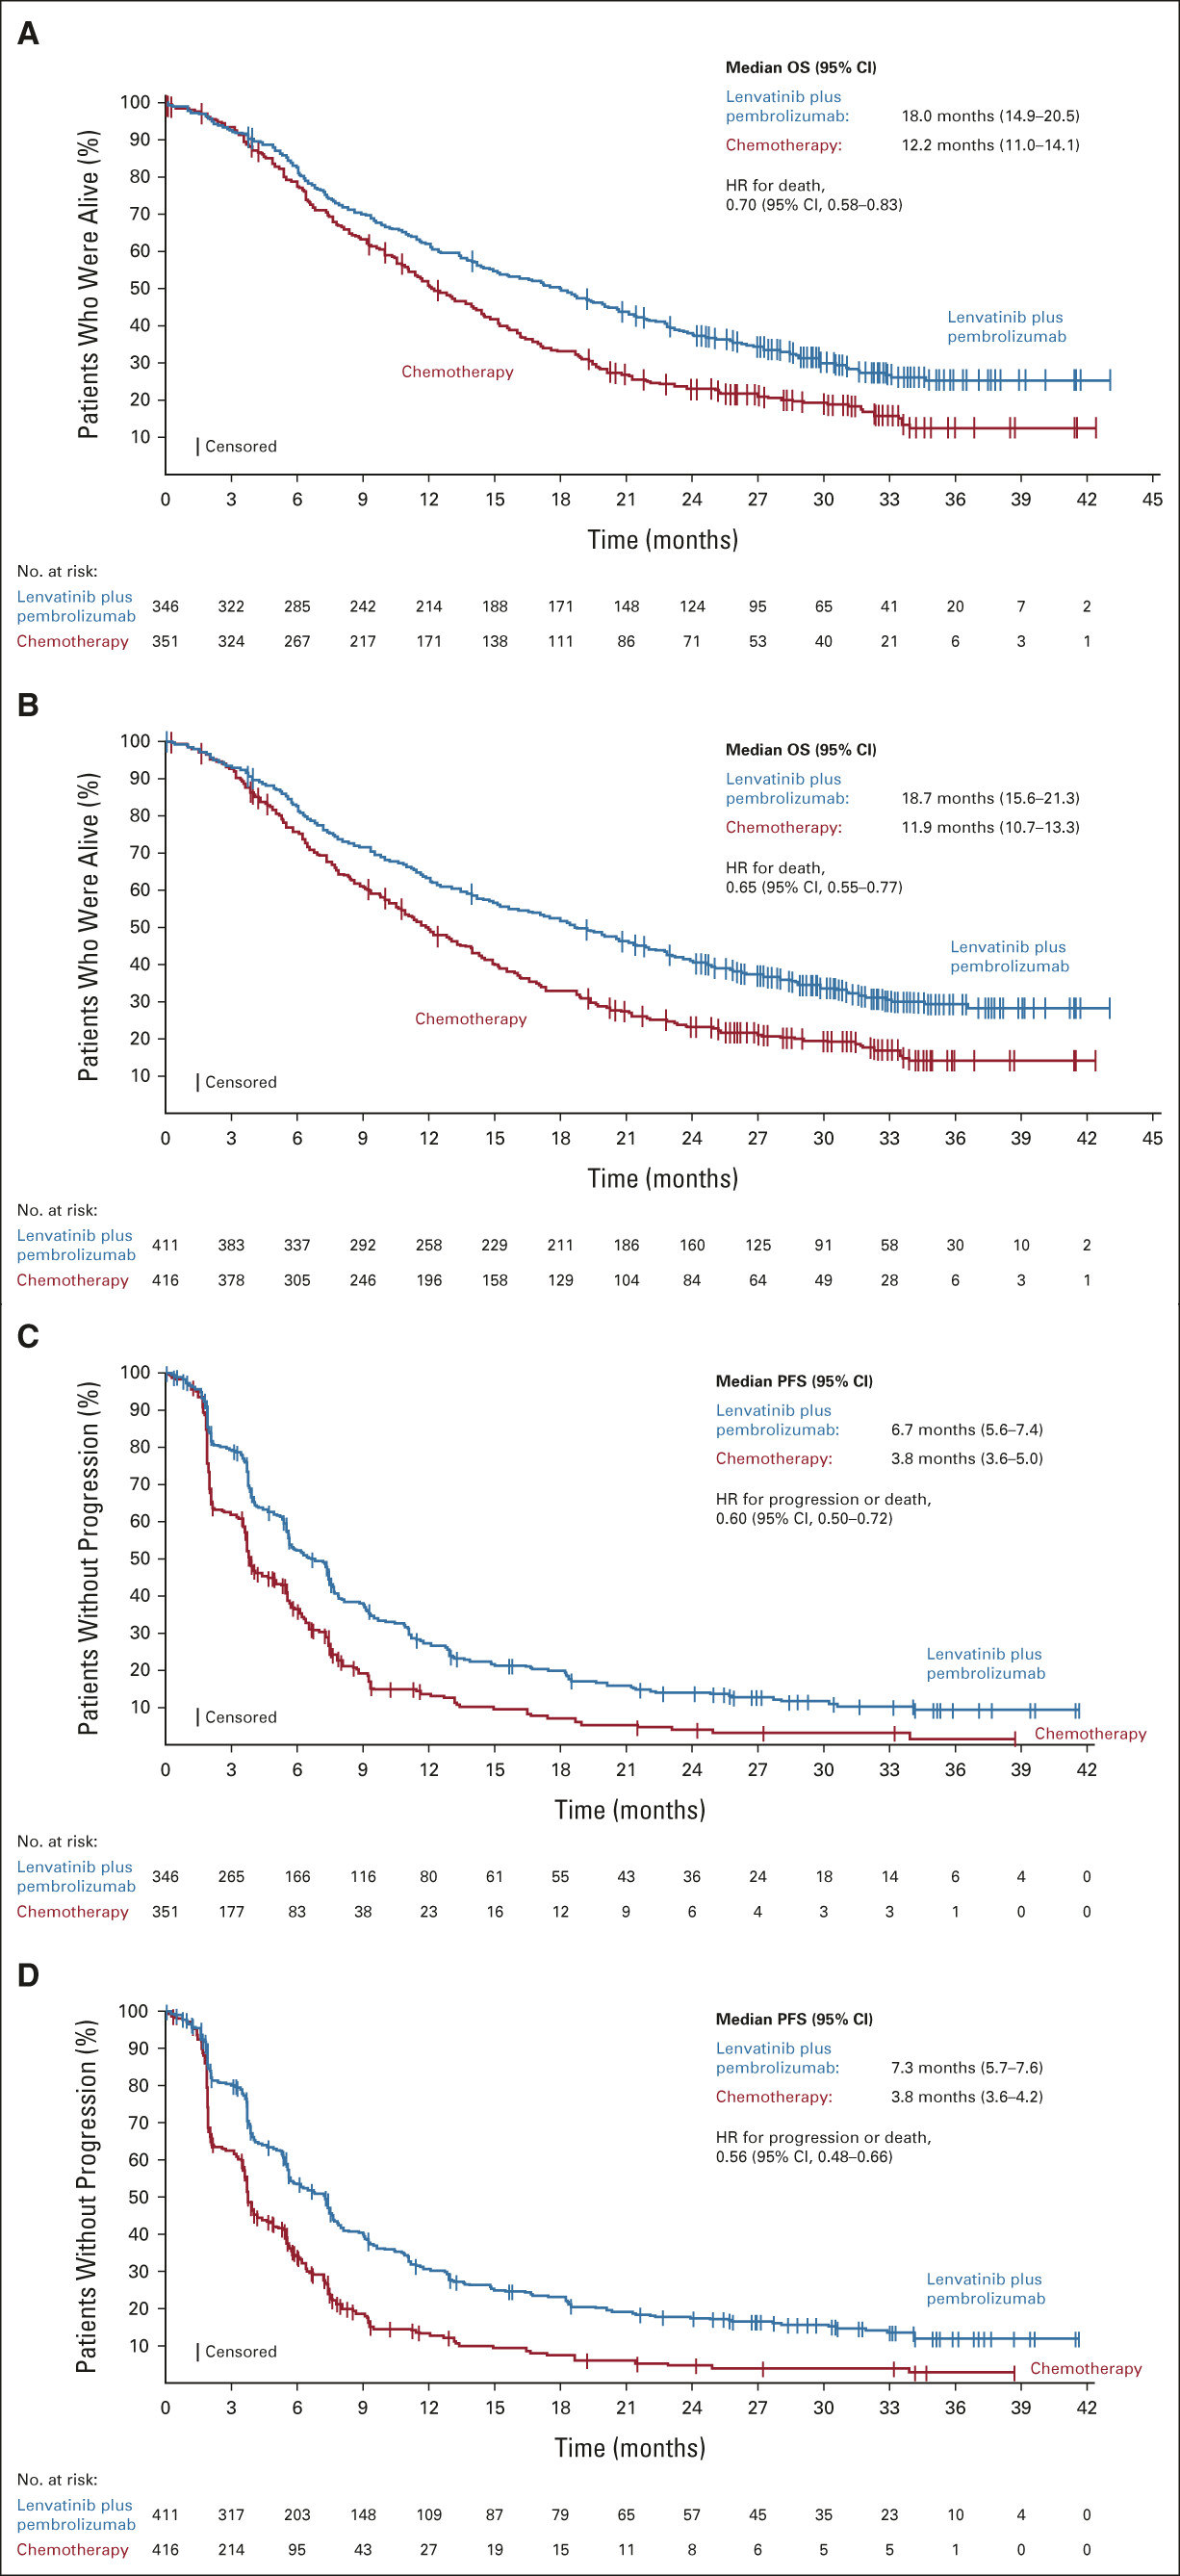 A
Median OS (95% CI)
Lenvatinib plus
pembrolizumab: 18.0 months (14.9–20.5)
Chemotherapy: 12.2 months (11.0–14.1)
HR for death,
0.70 (95% CI, 0.58–0.83)
Patients Who Were Alive (%)
100
90
80
70
60
50
40
30
20
10
Lenvatinib plus
pembrolizumab
Chemotherapy
Censored
0 3 6 9 12 15 18 21 24 27 30 33 36 39 42 45
Time (months)
No. at risk:
Lenvatinib plus
pembrolizumab 346 322 285 242 214 188 171 148 124 95 65 41 20 7 2
Chemotherapy 351 324 267 217 171 138 111 86 71 53 40 21 6 3 1
B
Median OS (95% CI)
Lenvatinib plus
pembrolizumab: 18.7 months (15.6–21.3)
Chemotherapy: 11.9 months (10.7–13.3)
HR for death,
0.65 (95% CI, 0.55–0.77)
Patients Who Were Alive (%)
100
90
80
70
60
50
40
30
20
10
Lenvatinib plus
pembrolizumab
Chemotherapy
Censored
0 3 6 9 12 15 18 21 24 27 30 33 36 39 42 45
Time (months)
No. at risk:
Lenvatinib plus
pembrolizumab 411 383 337 292 258 229 211 186 160 125 91 58 30 10 2
Chemotherapy 416 378 305 246 196 158 129 104 84 64 49 28 6 3 1
C
Median PFS (95% CI)
Lenvatinib plus
pembrolizumab: 6.7 months (5.6–7.4)
Chemotherapy: 3.8 months (3.6–5.0)
HR for progression or death,
0.60 (95% CI, 0.50–0.72)
Patients Without Progression (%)
100
90
80
70
60
50
40
30
20
10
Lenvatinib plus
pembrolizumab
Chemotherapy
Censored
0 3 6 9 12 15 18 21 24 27 30 33 36 39 42
Time (months)
No. at risk:
Lenvatinib plus
pembrolizumab 346 265 166 116 80 61 55 43 36 24 18 14 6 4 0
Chemotherapy 351 177 83 38 23 16 12 9 6 4 3 3 1 0 0
D
Median PFS (95% CI)
Lenvatinib plus
pembrolizumab: 7.3 months (5.7–7.6)
Chemotherapy: 3.8 months (3.6–4.2)
HR for progression or death,
0.56 (95% CI, 0.48–0.66)
Patients Without Progression (%)
100
90
80
70
60
50
40
30
20
10
Lenvatinib plus
pembrolizumab
Chemotherapy
Censored
0 3 6 9 12 15 18 21 24 27 30 33 36 39 42
Time (months)
No. at risk:
Lenvatinib plus
pembrolizumab 411 317 203 148 109 87 79 65 57 45 35 23 10 4 0
Chemotherapy 416 214 95 43 27 19 15 11 8 6 5 5 1 0 0